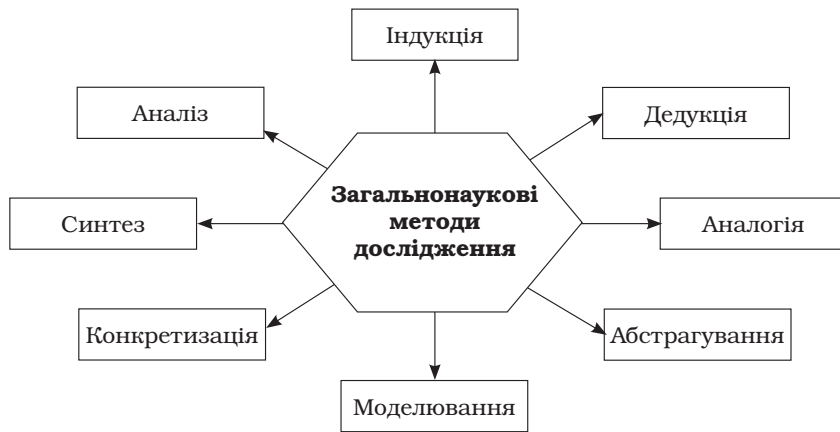 Індукція
Аналіз
Дедукція
Загальнонаукові
методи
дослідження
Синтез
Аналогія
Конкретизація
Абстрагування
Моделювання